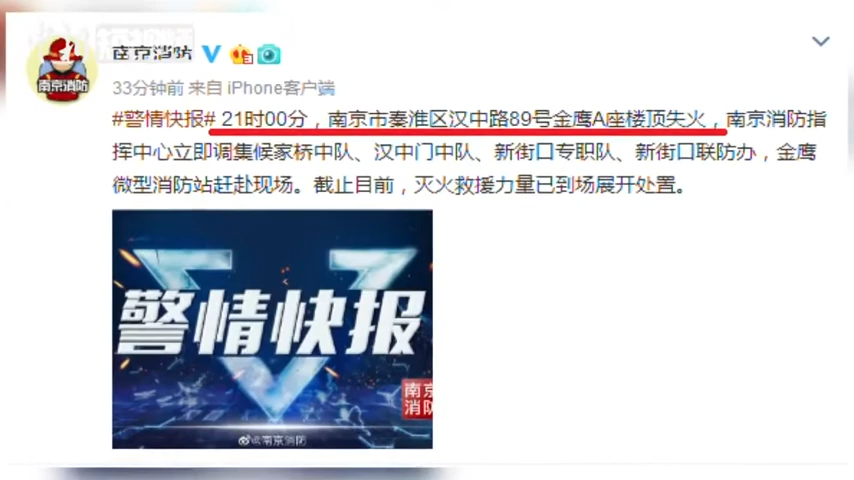 南京消防
南京消防
33分钟前 来自 iPhone客户端
#警情快报# 21时00分，南京市秦淮区汉中路89号金鹰A座楼顶失火，南京消防指
挥中心立即调集候家桥中队、汉中门中队、新街口专职队、新街口联防办，金鹰
微型消防站赶赴现场。截止目前，灭火救援力量已到场展开处置。
警情快报
南京
消防
@南京消防